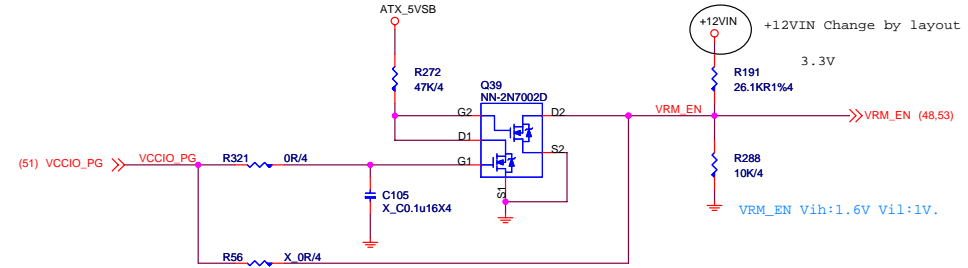 ATX_5VSB
+12VIN
+12VIN Change by layout
3.3V
R272
47K/4
Q39
NN-2N7002D
R191
26.1KR1%4
G2
D2
VRM_EN
VRM_EN (48,53)
D1
S2
(51) VCCIO_PG
VCCIO_PG
R321
0R/4
G1
R288
10K/4
S1
C105
X_C0.1u16X4
VRM_EN Vih:1.6V Vil:1V.
R56
X_0R/4